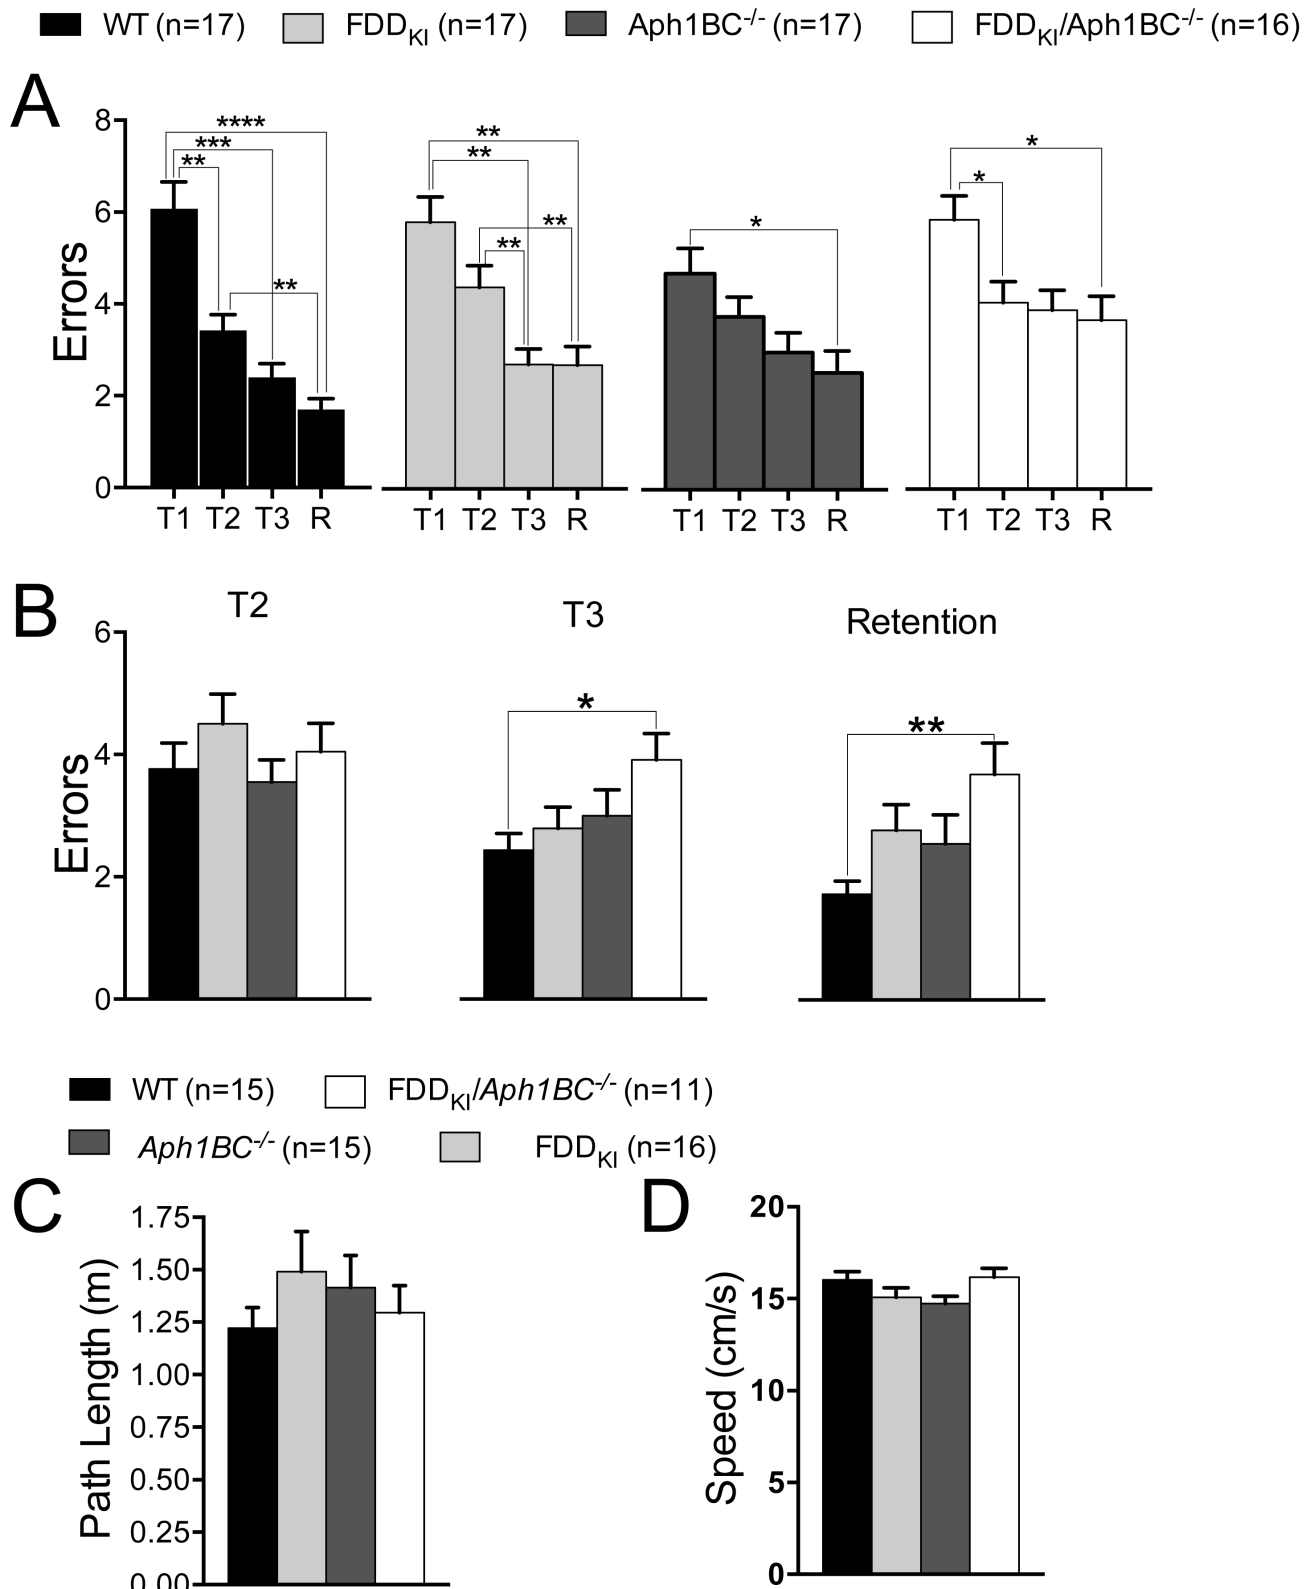 WT (n=17) FDDKI (n=17) Aph1BC-/- (n=17) FDDKI/Aph1BC-/- (n=16)
A
Errors
8
6
4
2
0
****
***
**
**
**
**
**
**
*
*
*
T1 T2 T3 R
T1 T2 T3 R
T1 T2 T3 R
T1 T2 T3 R
B
T2
T3
Retention
Errors
6
4
2
0
*
**
WT (n=15) FDDKI/Aph1BC-/- (n=11)
Aph1BC-/- (n=15) FDDKI (n=16)
C
Path Length (m)
1.75
1.50
1.25
1.00
0.75
0.50
0.25
0.00
D
Speed (cm/s)
20
15
10
5
0